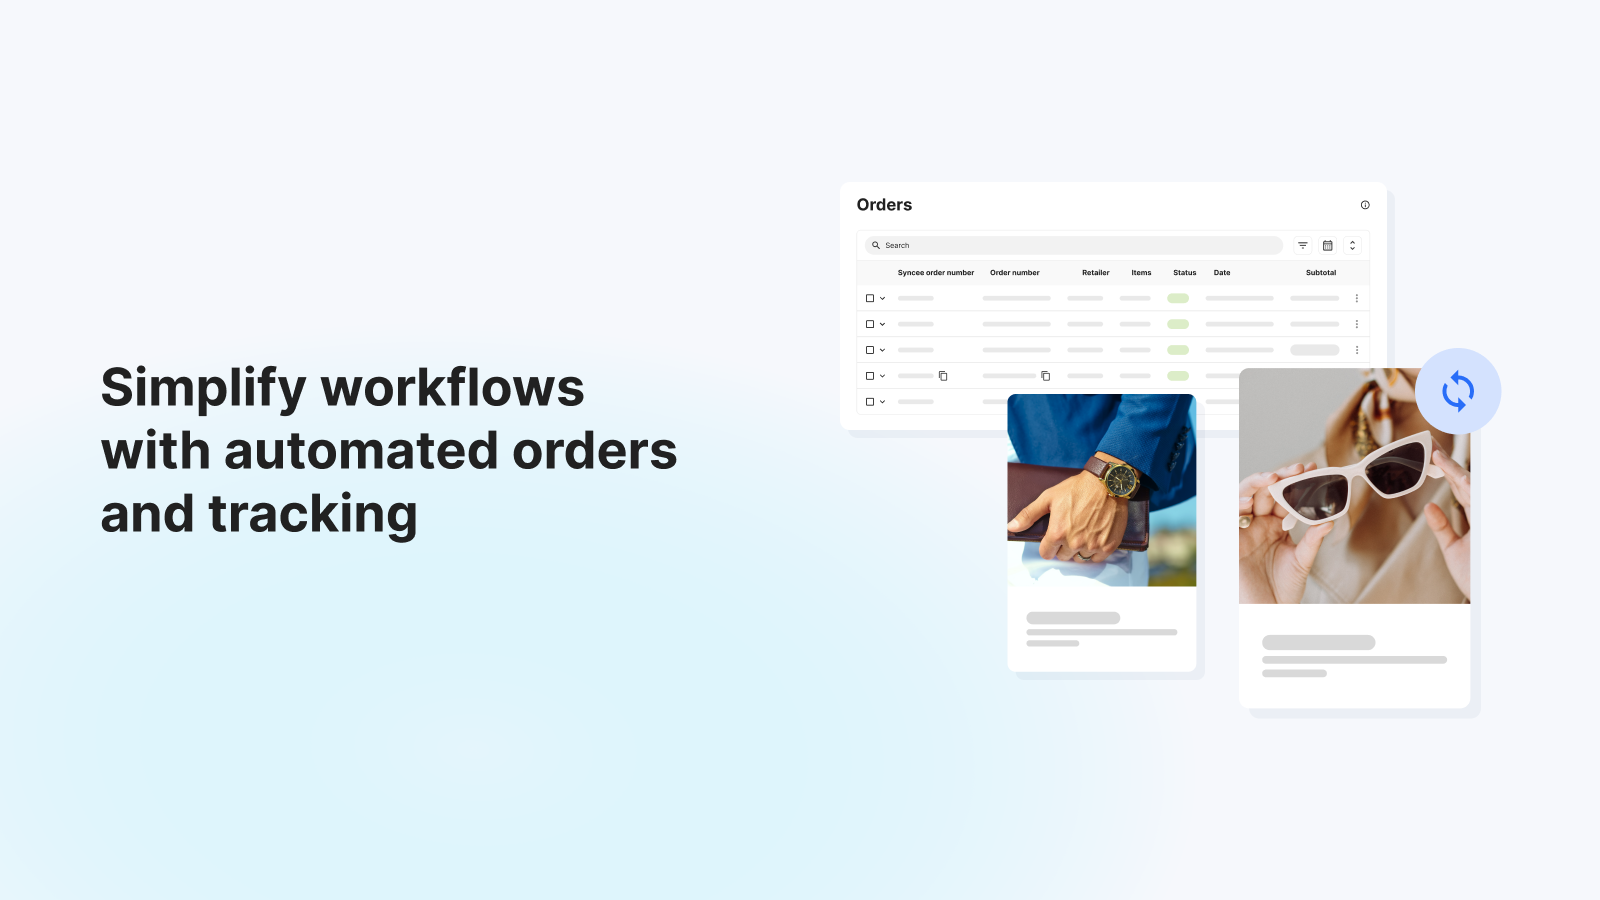 Simplify workflows
with automated orders
and tracking
Orders
Search
Syncee order number Order number Retailer Items Status Date Subtotal